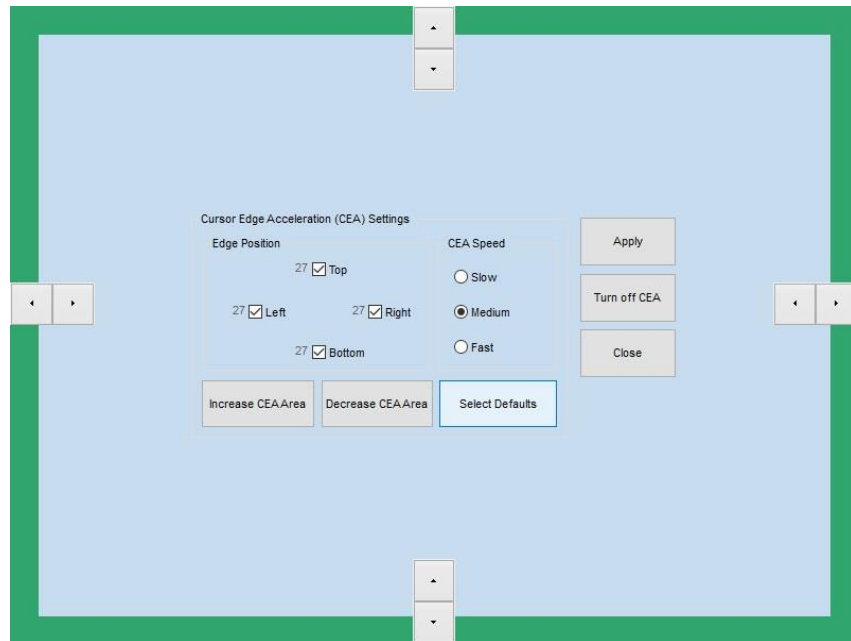 Cursor Edge Acceleration (CEA) Settings
Edge Position
27 Top
27 Left
27 Right
27 Bottom
CEA Speed
Slow
Medium
Fast
Increase CEA Area
Decrease CEA Area
Select Defaults
Apply
Turn off CEA
Close